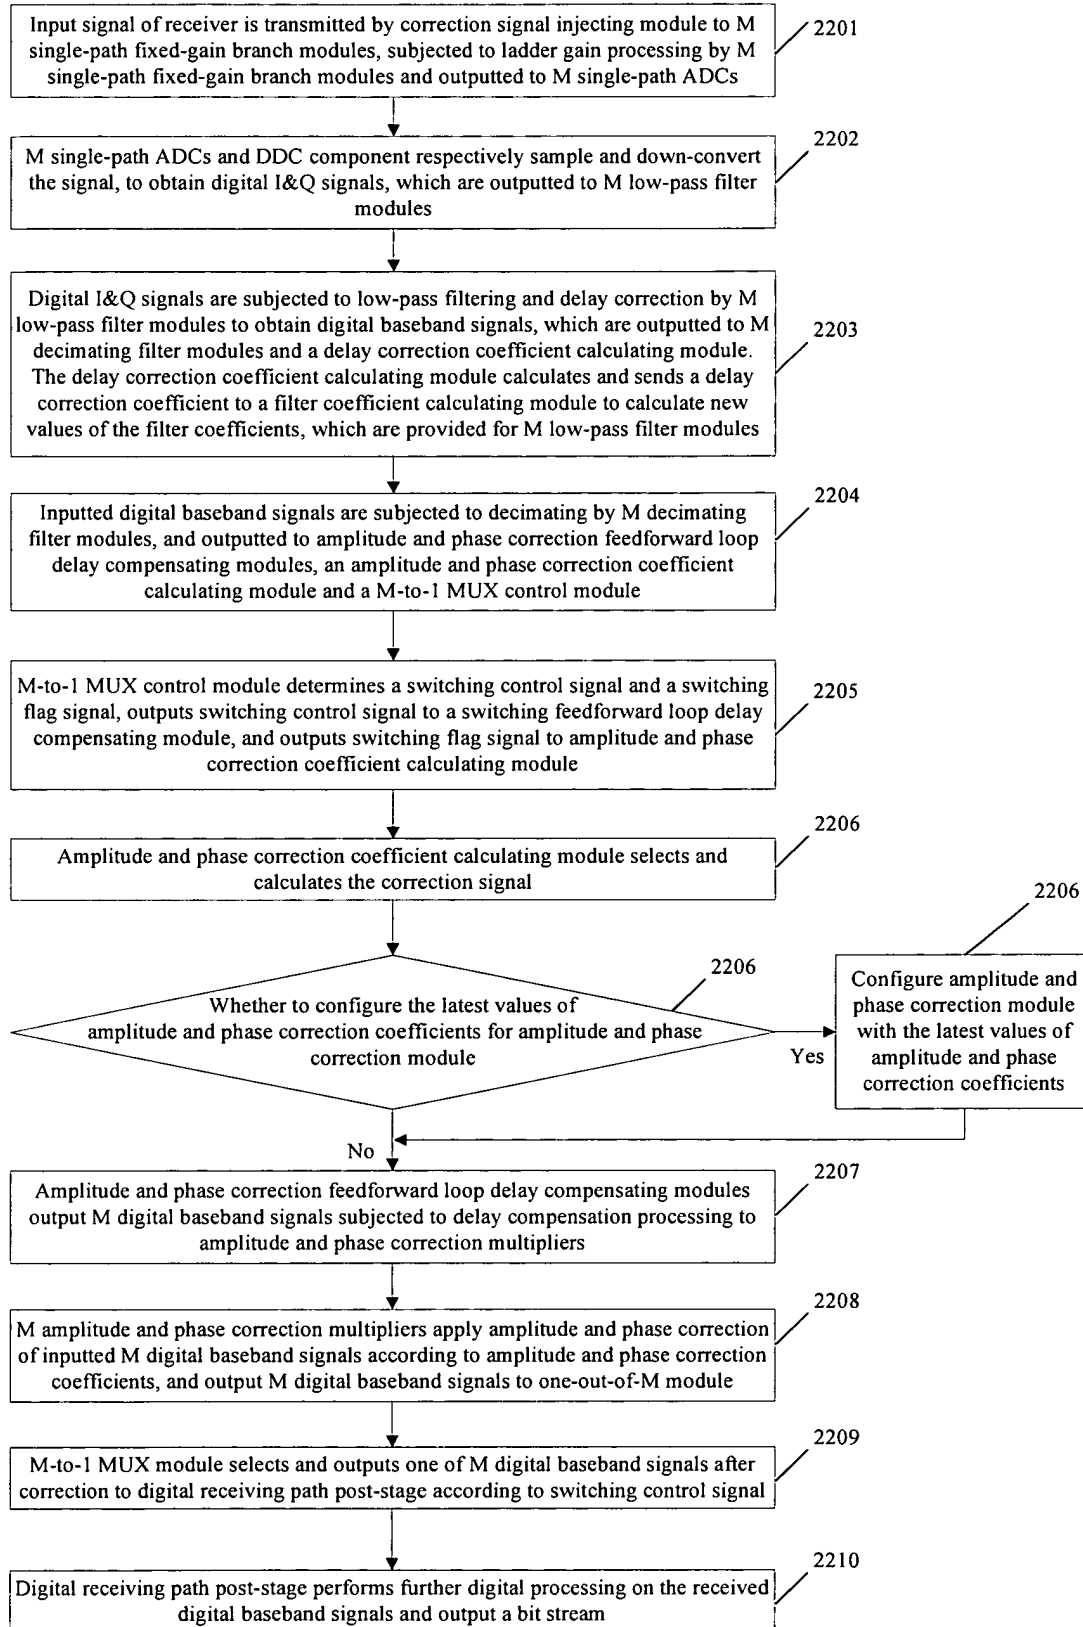 Input signal of receiver is transmitted by correction signal injecting module to M
single-path fixed-gain branch modules, subjected to ladder gain processing by M
single-path fixed-gain branch modules and outputted to M single-path ADCs
2201
M single-path ADCs and DDC component respectively sample and down-convert
the signal, to obtain digital I&Q signals, which are outputted to M low-pass filter
modules
2202
Digital I&Q signals are subjected to low-pass filtering and delay correction by M
low-pass filter modules to obtain digital baseband signals, which are outputted to M
decimating filter modules and a delay correction coefficient calculating module.
The delay correction coefficient calculating module calculates and sends a delay
correction coefficient to a filter coefficient calculating module to calculate new
values of the filter coefficients, which are provided for M low-pass filter modules
2203
Inputted digital baseband signals are subjected to decimating by M decimating
filter modules, and outputted to amplitude and phase correction feedforward loop
delay compensating modules, an amplitude and phase correction coefficient
calculating module and a M-to-1 MUX control module
2204
M-to-1 MUX control module determines a switching control signal and a switching
flag signal, outputs switching control signal to a switching feedforward loop delay
compensating module, and outputs switching flag signal to amplitude and phase
correction coefficient calculating module
2205
Amplitude and phase correction coefficient calculating module selects and
calculates the correction signal
2206
Whether to configure the latest values of
amplitude and phase correction coefficients for amplitude and phase
correction module
2206
Yes
Configure amplitude and
phase correction module
with the latest values of
amplitude and phase
correction coefficients
2206
No
Amplitude and phase correction feedforward loop delay compensating modules
output M digital baseband signals subjected to delay compensation processing to
amplitude and phase correction multipliers
2207
M amplitude and phase correction multipliers apply amplitude and phase correction
of inputted M digital baseband signals according to amplitude and phase correction
coefficients, and output M digital baseband signals to one-out-of-M module
2208
M-to-1 MUX module selects and outputs one of M digital baseband signals after
correction to digital receiving path post-stage according to switching control signal
2209
Digital receiving path post-stage performs further digital processing on the received
digital baseband signals and output a bit stream
2210